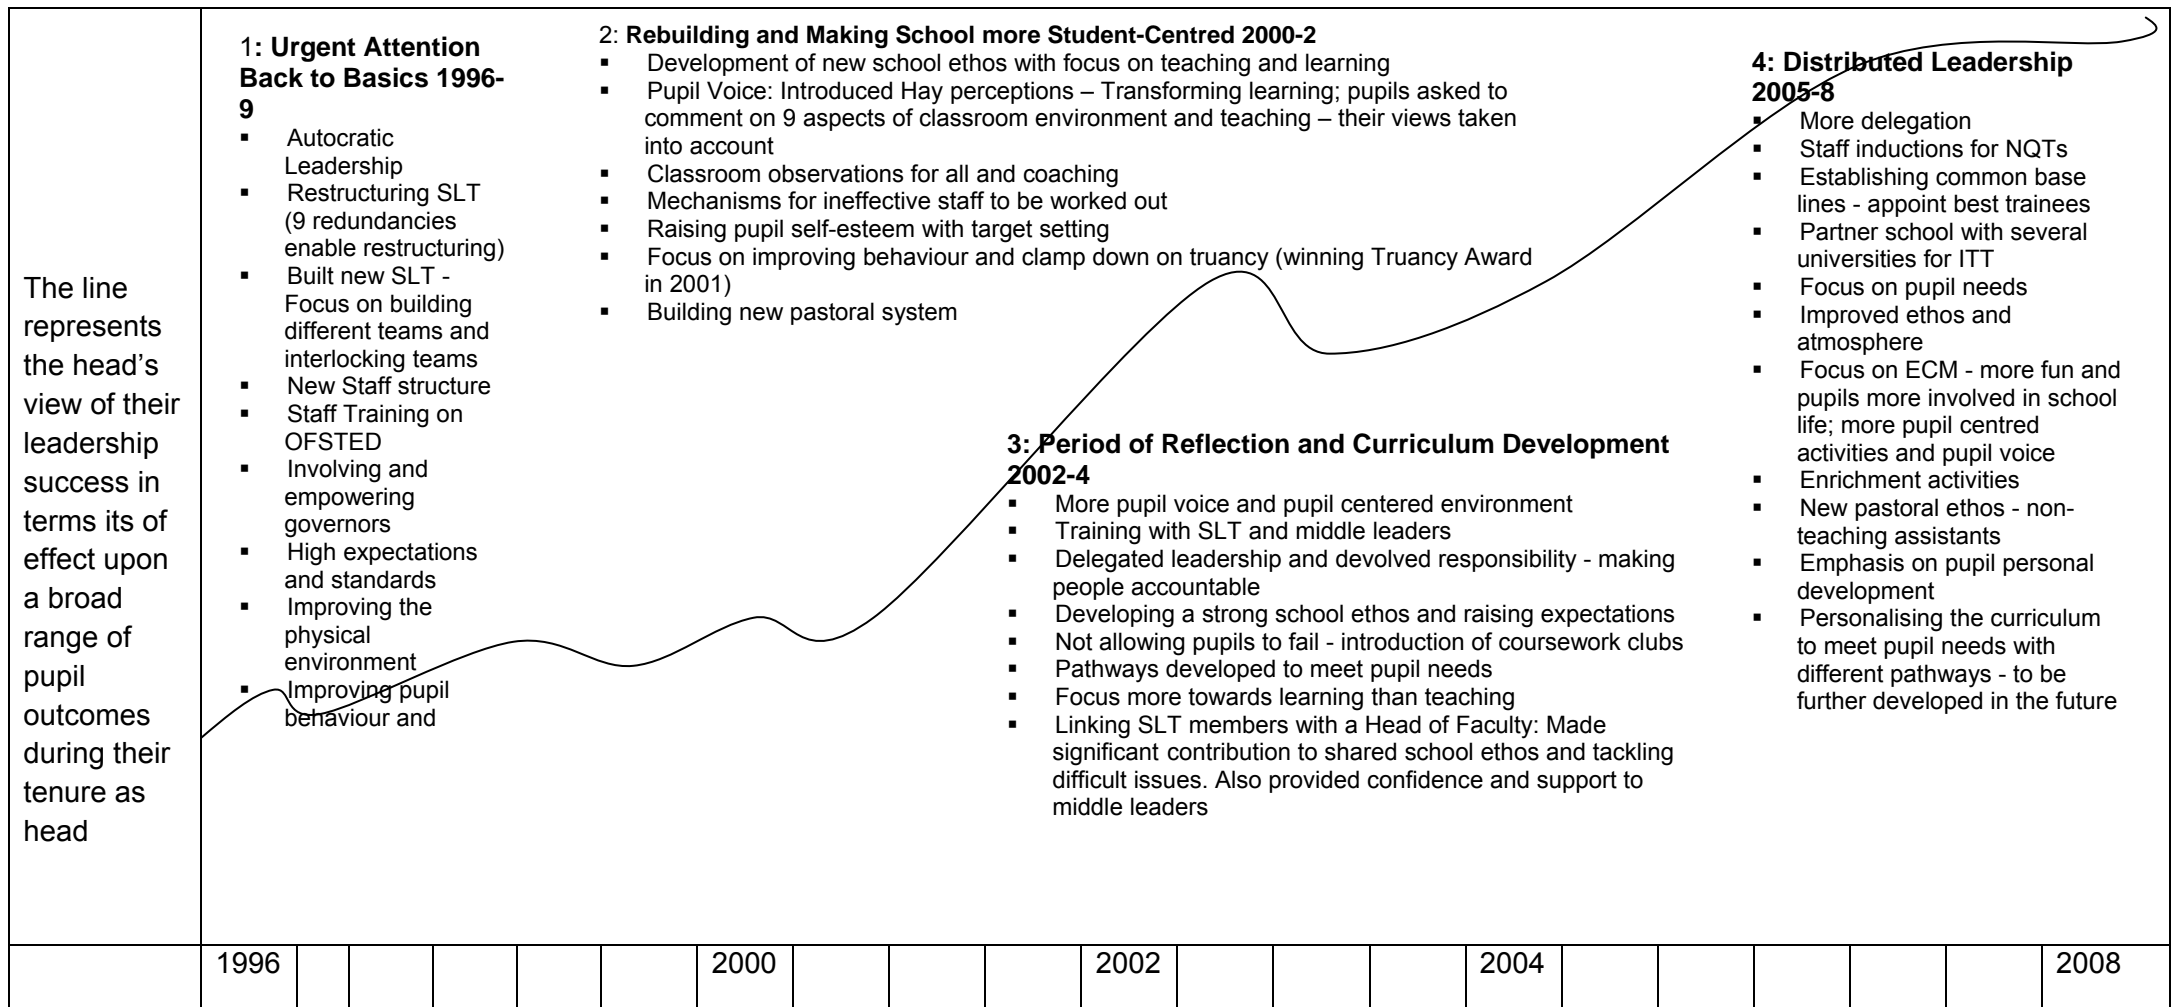 The line
represents
the head's
view of their
leadership
success in
terms its of
effect upon
a broad
range of
pupil
outcomes
during their
tenure as
head
1: Urgent Attention
Back to Basics 1996-
9
▪ Autocratic
Leadership
▪ Restructuring SLT
(9 redundancies
enable restructuring)
▪ Built new SLT -
Focus on building
different teams and
interlocking teams
▪ New Staff structure
▪ Staff Training on
OFSTED
▪ Involving and
empowering
governors
▪ High expectations
and standards
▪ Improving the
physical
environment
▪ Improving pupil
behaviour and
2: Rebuilding and Making School more Student-Centred 2000-2
▪ Development of new school ethos with focus on teaching and learning
▪ Pupil Voice: Introduced Hay perceptions – Transforming learning; pupils asked to
comment on 9 aspects of classroom environment and teaching – their views taken
into account
▪ Classroom observations for all and coaching
▪ Mechanisms for ineffective staff to be worked out
▪ Raising pupil self-esteem with target setting
▪ Focus on improving behaviour and clamp down on truancy (winning Truancy Award
in 2001)
▪ Building new pastoral system
3: Period of Reflection and Curriculum Development
2002-4
▪ More pupil voice and pupil centered environment
▪ Training with SLT and middle leaders
▪ Delegated leadership and devolved responsibility - making
people accountable
▪ Developing a strong school ethos and raising expectations
▪ Not allowing pupils to fail - introduction of coursework clubs
▪ Pathways developed to meet pupil needs
▪ Focus more towards learning than teaching
▪ Linking SLT members with a Head of Faculty: Made
significant contribution to shared school ethos and tackling
difficult issues. Also provided confidence and support to
middle leaders
4: Distributed Leadership
2005-8
▪ More delegation
▪ Staff inductions for NQTs
▪ Establishing common base
lines - appoint best trainees
▪ Partner school with several
universities for ITT
▪ Focus on pupil needs
▪ Improved ethos and
atmosphere
▪ Focus on ECM - more fun and
pupils more involved in school
life; more pupil centred
activities and pupil voice
▪ Enrichment activities
▪ New pastoral ethos - non-
teaching assistants
▪ Emphasis on pupil personal
development
▪ Personalising the curriculum
to meet pupil needs with
different pathways - to be
further developed in the future
1996 2000 2002 2004 2008